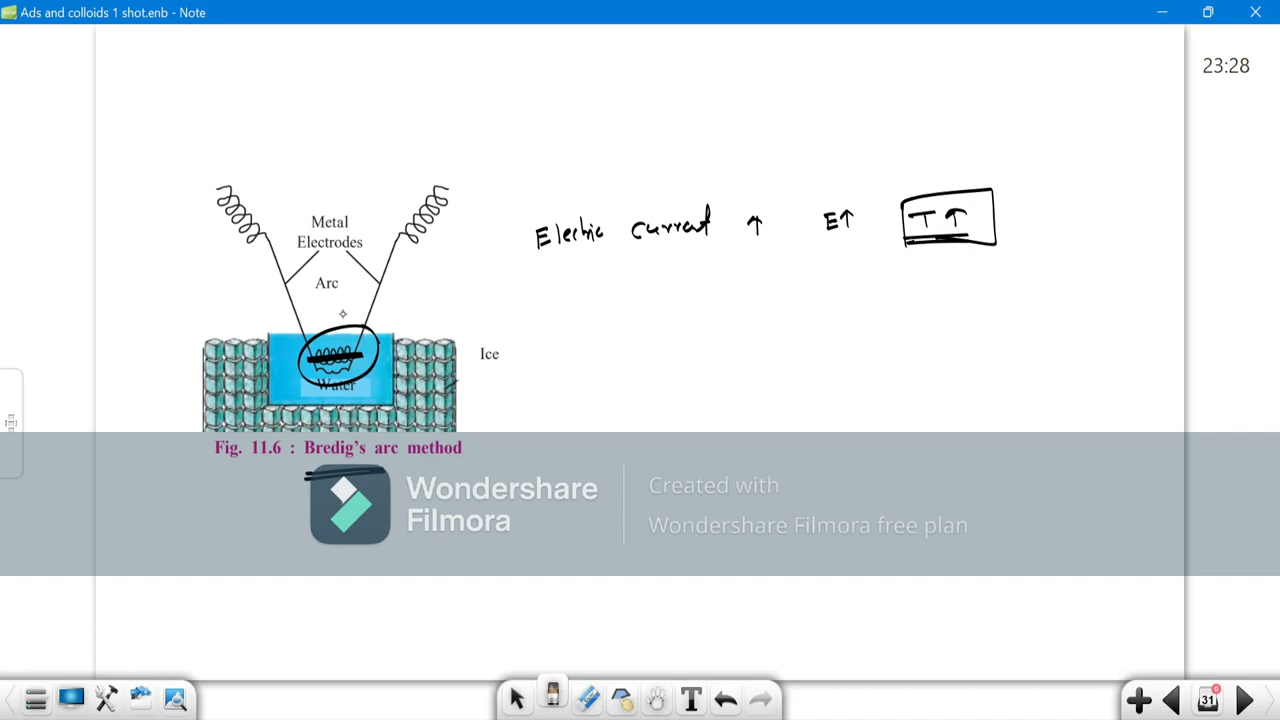 Ads and colloids 1 shot.enb - Note
23:28
Metal
Electrodes
Arc
Electric current ↑ E↑ T ↑
Ice
Water
Fig. 11.6 : Bredig's arc method
Wondershare
Filmora
Created with
Wondershare Filmora free plan
T
31
0